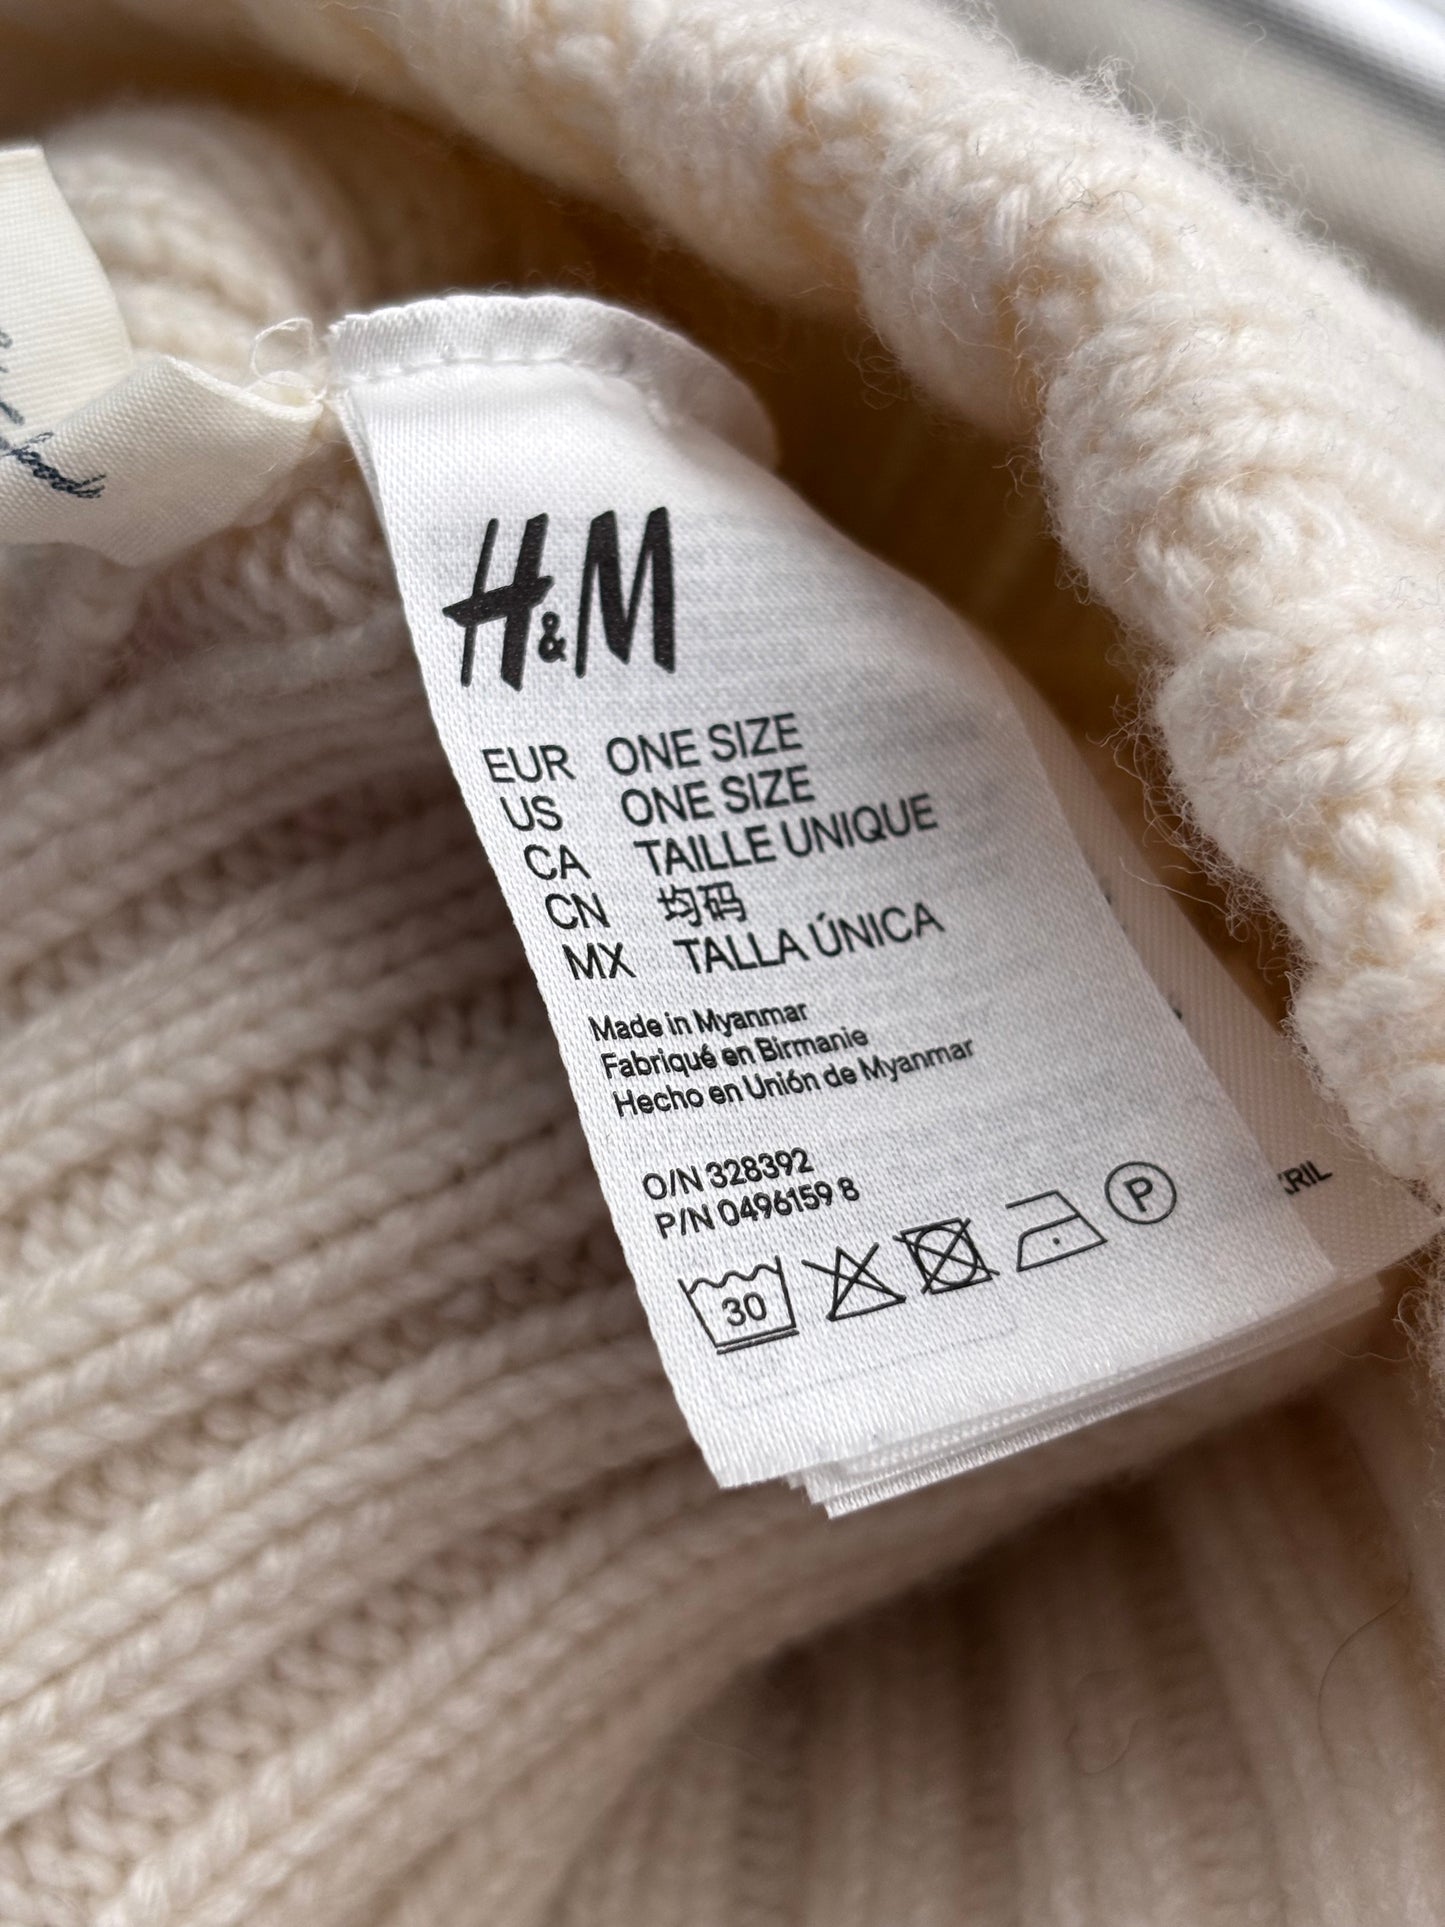 H&M
EUR ONE SIZE
US ONE SIZE
CA TAILLE UNIQUE
CN 均码
MX TALLA ÚNICA
Made in Myanmar
Fabriqué en Birmanie
Hecho en Unión de Myanmar
O/N 328392
P/N 0496159 8
30
P